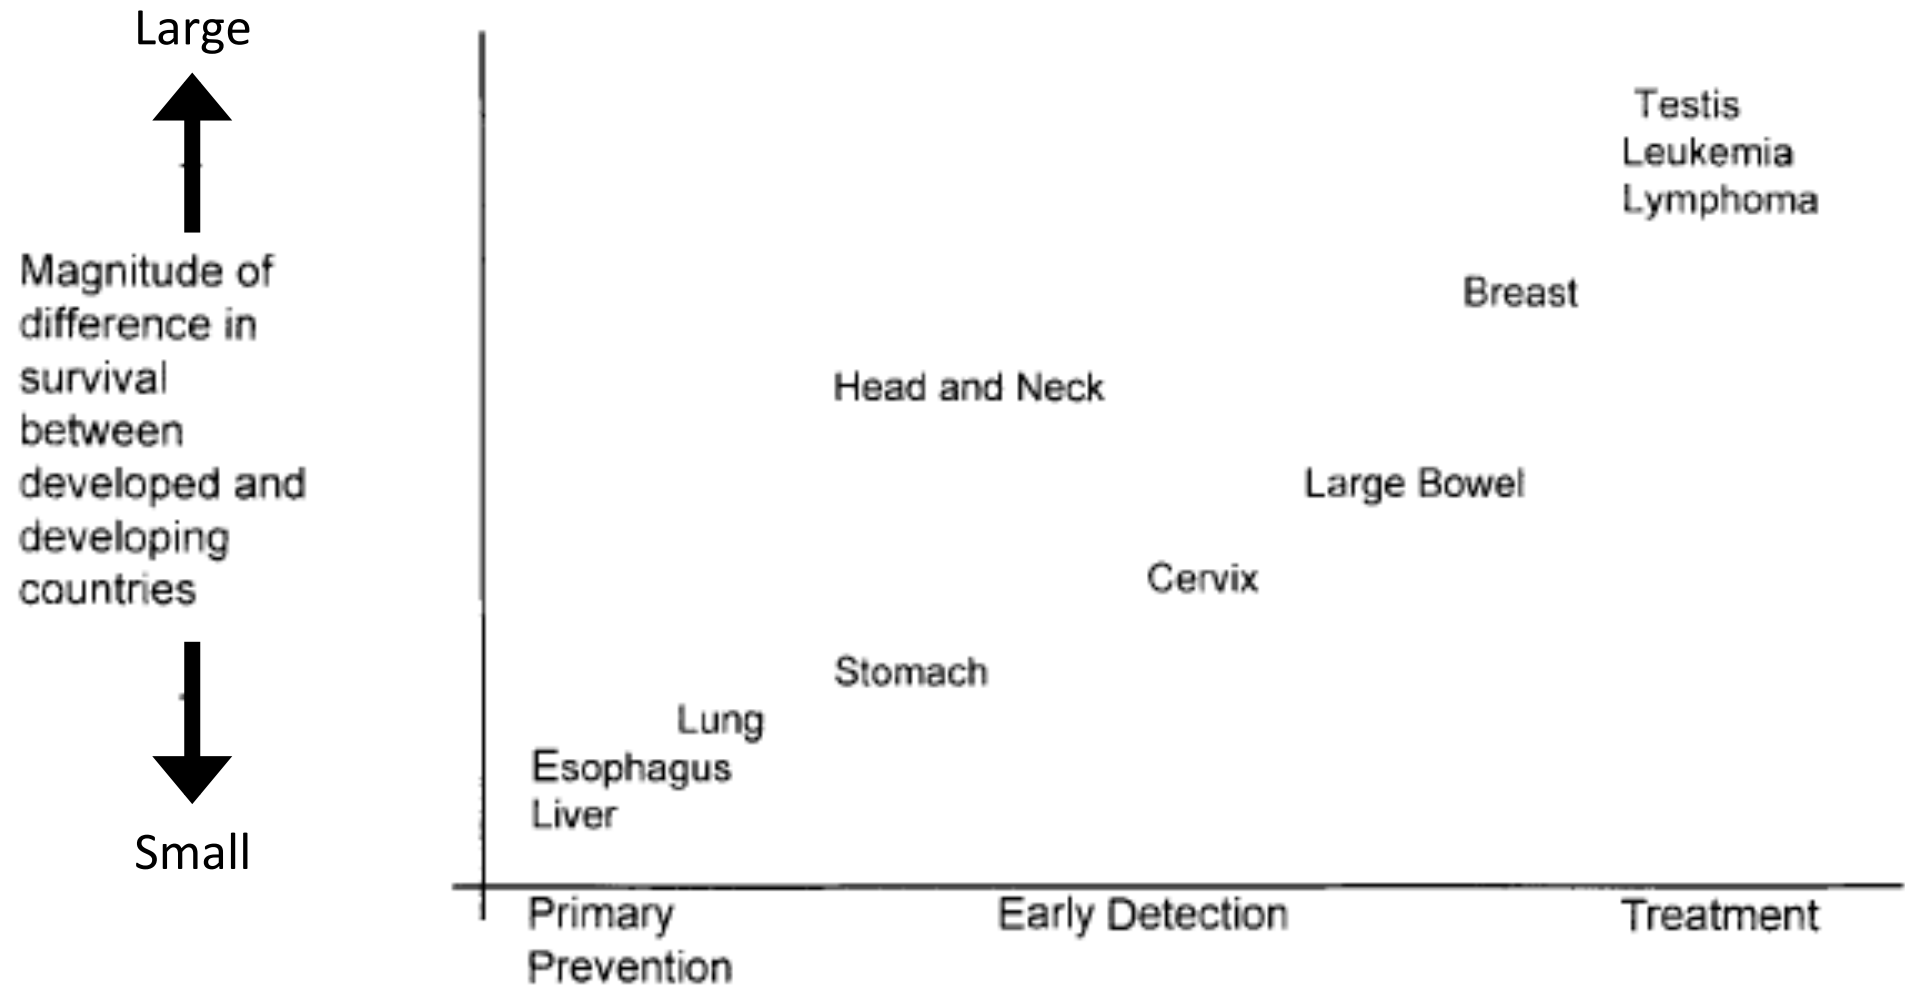 Large
Magnitude of
difference in
survival
between
developed and
developing
countries
Small
Testis
Leukemia
Lymphoma
Breast
Head and Neck
Large Bowel
Cervix
Stomach
Lung
Esophagus
Liver
Primary
Prevention
Early Detection
Treatment